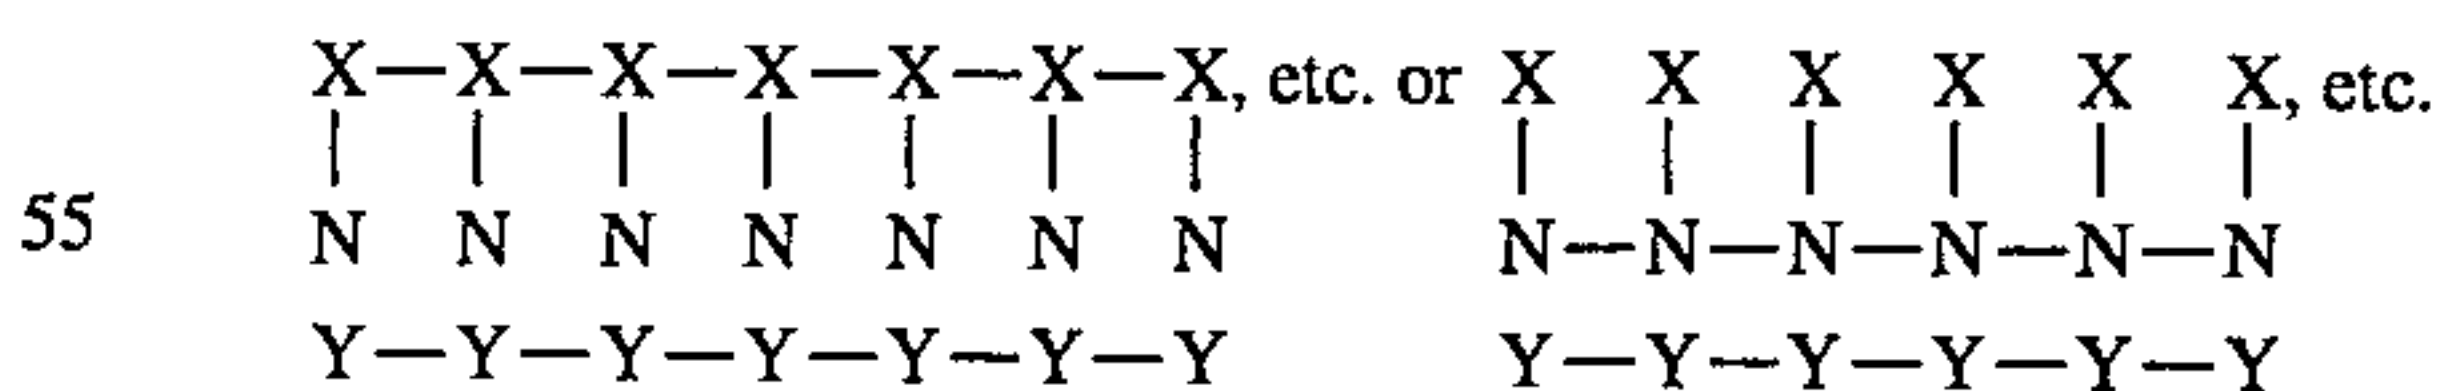 X—X—X—X—X—X—X, etc. or X X X X X X, etc.
| | | | | | | | | | | | |
55 N N N N N N N N—N—N—N—N—N
Y—Y—Y—Y—Y—Y—Y Y—Y—Y—Y—Y—Y